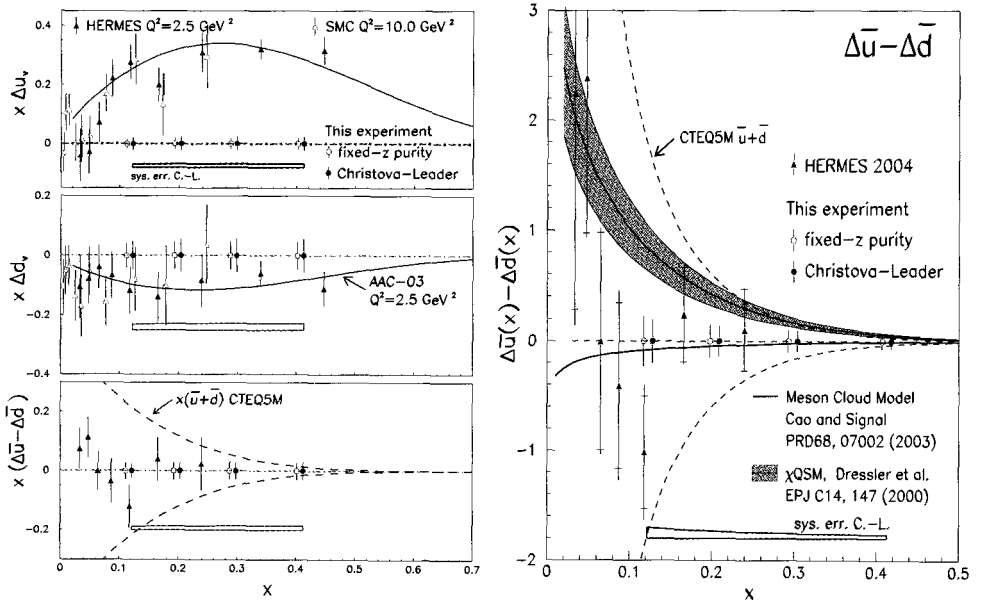 HERMES Q²=2.5 GeV²
SMC Q²=10.0 GeV²
x Δu_v
0.4
0.2
0
This experiment
fixed-z purity
Christova-Leader
sys. err. C.-L.
x Δd_v
0.2
0
-0.2
-0.4
AAC-03
Q²=2.5 GeV²
x (Δu̅-Δd̅)
0.2
0
-0.2
x(u̅+d̅) CTEQ5M
0 0.1 0.2 0.3 0.4 0.5 0.6 0.7
x
Δu̅(x)-Δd̅(x)
3
2
1
0
-1
-2
Δu̅-Δd̅
CTEQ5M u̅+d̅
HERMES 2004
This experiment
fixed-z purity
Christova-Leader
Meson Cloud Model
Cao and Signal
PRD68, 07002 (2003)
χQSM, Dressler et al.
EPJ C14, 147 (2000)
sys. err. C.-L.
0 0.1 0.2 0.3 0.4 0.5
x